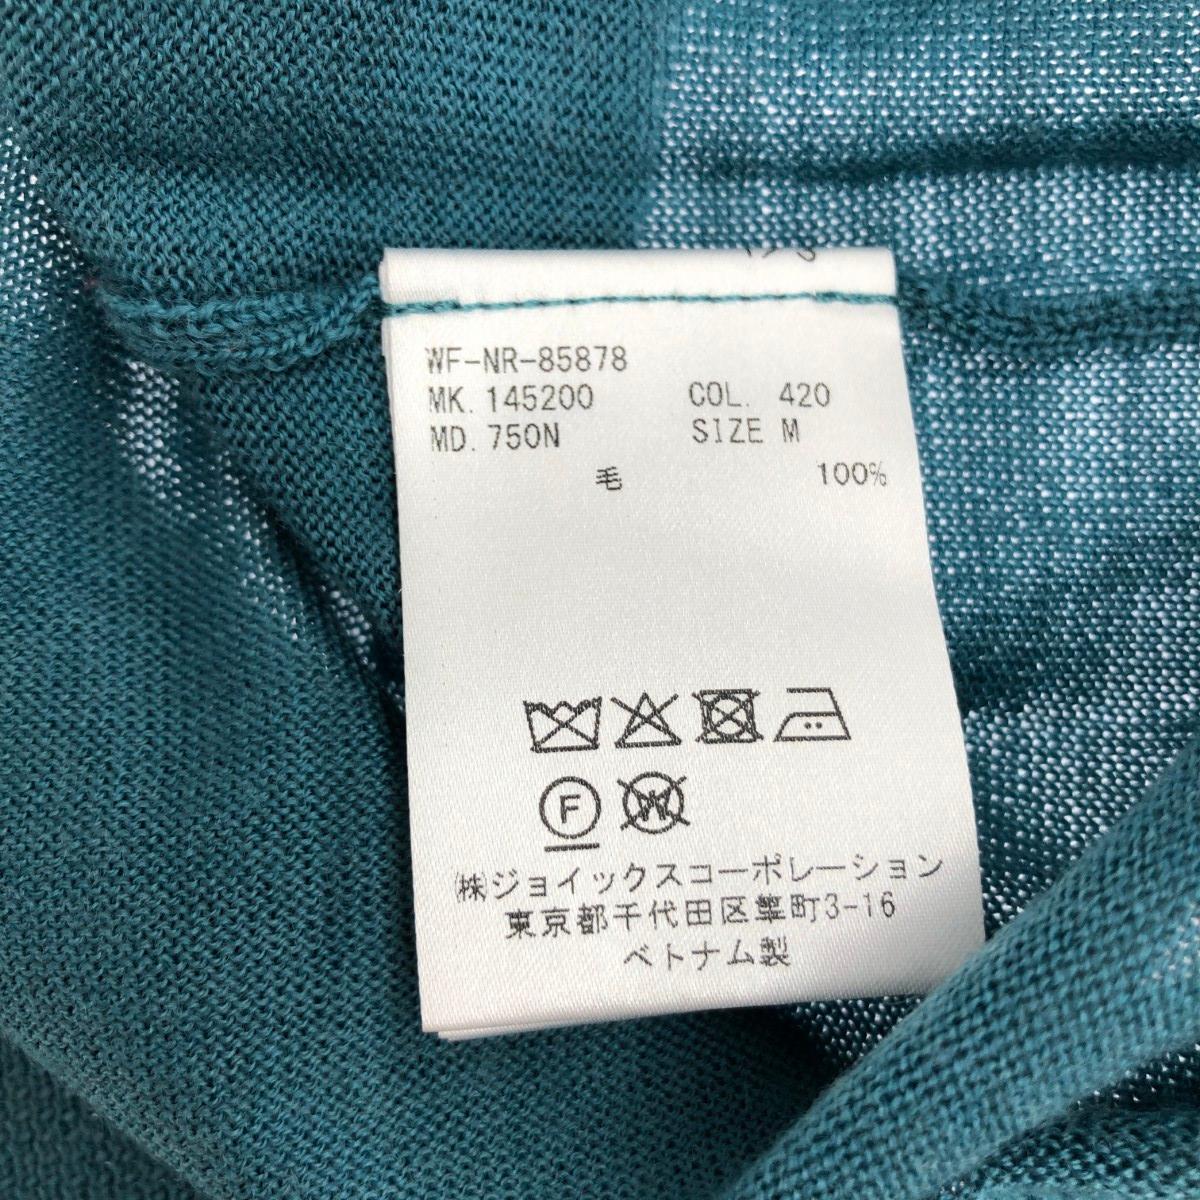 WF-NR-85878
MK. 145200 COL. 420
MD. 750N SIZE M
毛 100%
F W
㈱ジョイックスコーポレーション
東京都千代田区隼町3-16
ベトナム製